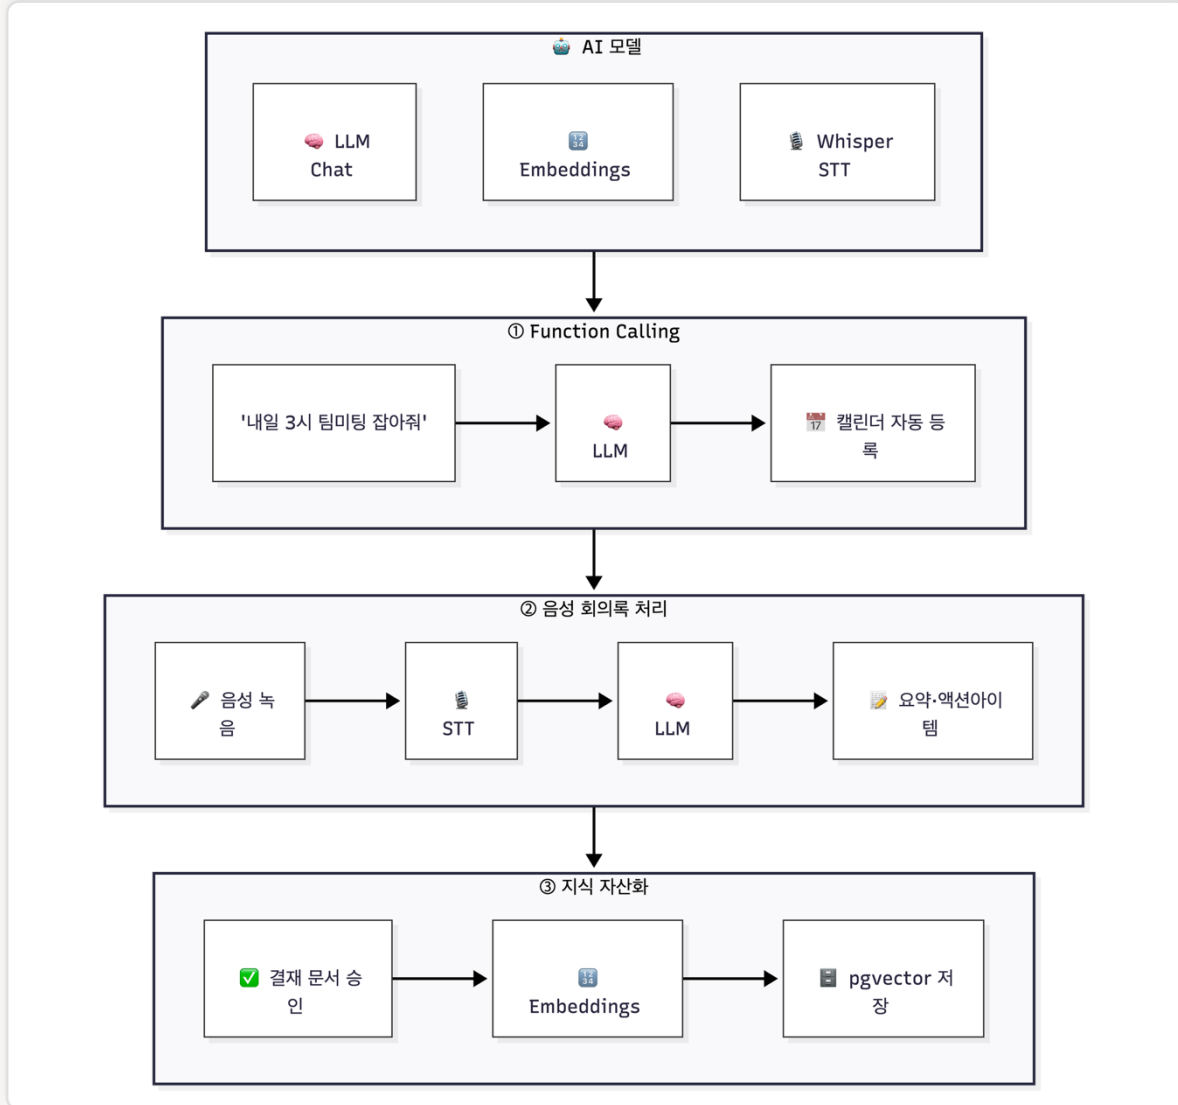 🤖 AI 모델
🧠 LLM
Chat
🔢
Embeddings
🎙️ Whisper
STT
① Function Calling
'내일 3시 팀미팅 잡아줘'
🧠
LLM
📅 캘린더 자동 등
록
② 음성 회의록 처리
🎤 음성 녹
음
🎙️
STT
🧠
LLM
📝 요약·액션아이
템
③ 지식 자산화
✅ 결재 문서 승
인
🔢
Embeddings
🗄️ pgvector 저
장